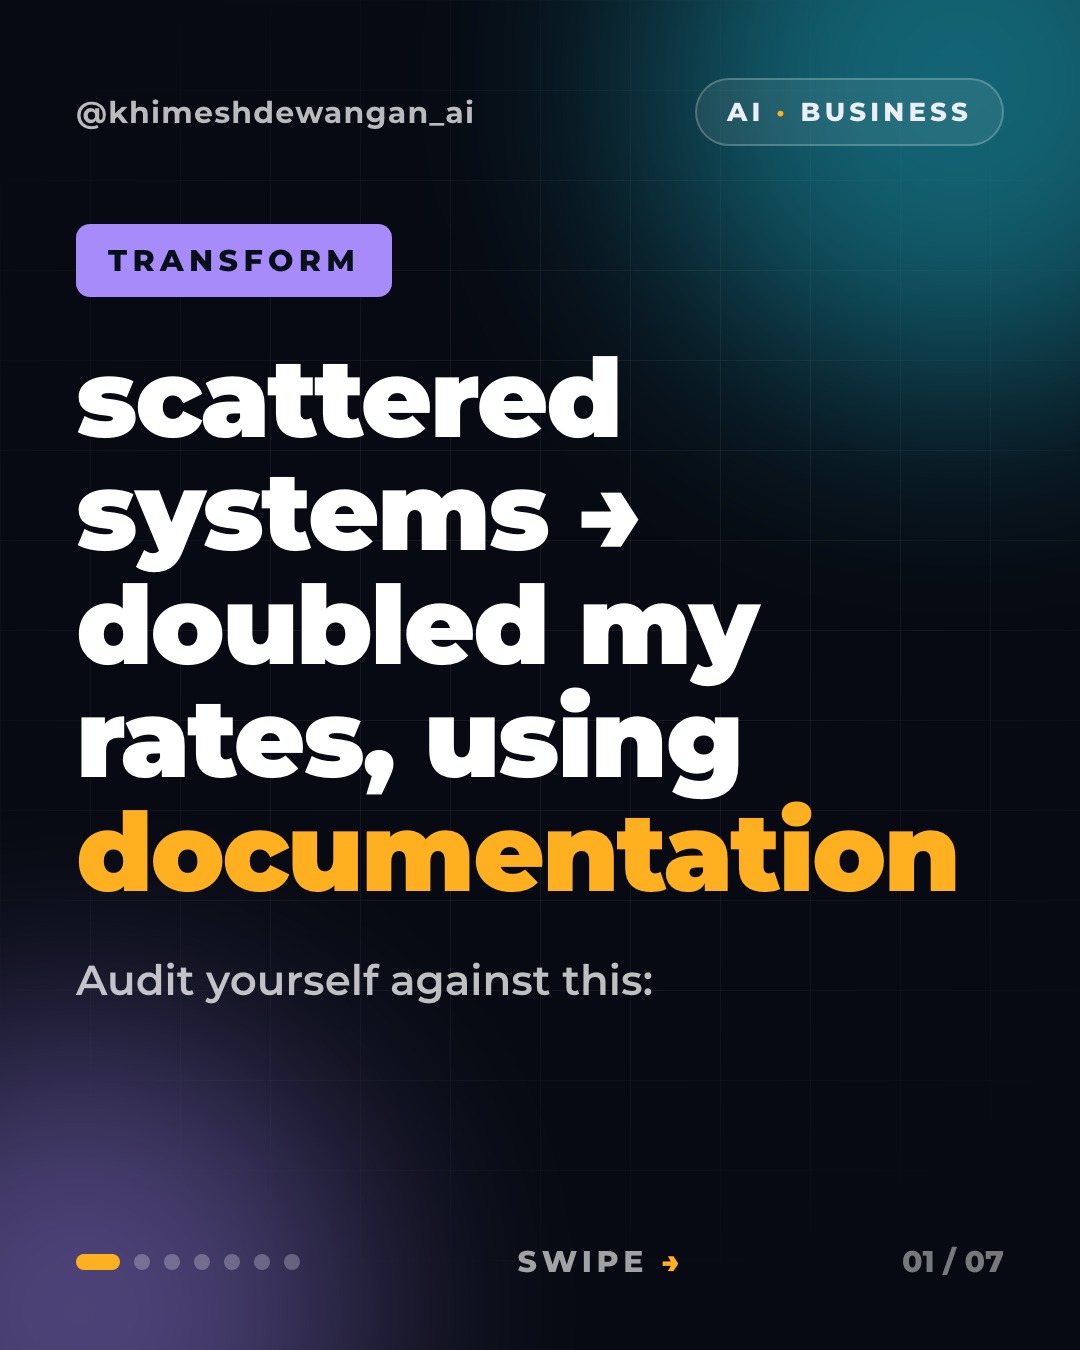 @khimeshdewangan_ai
AI · BUSINESS
TRANSFORM
scattered
systems →
doubled my
rates, using
documentation
Audit yourself against this:
SWIPE →
01 / 07